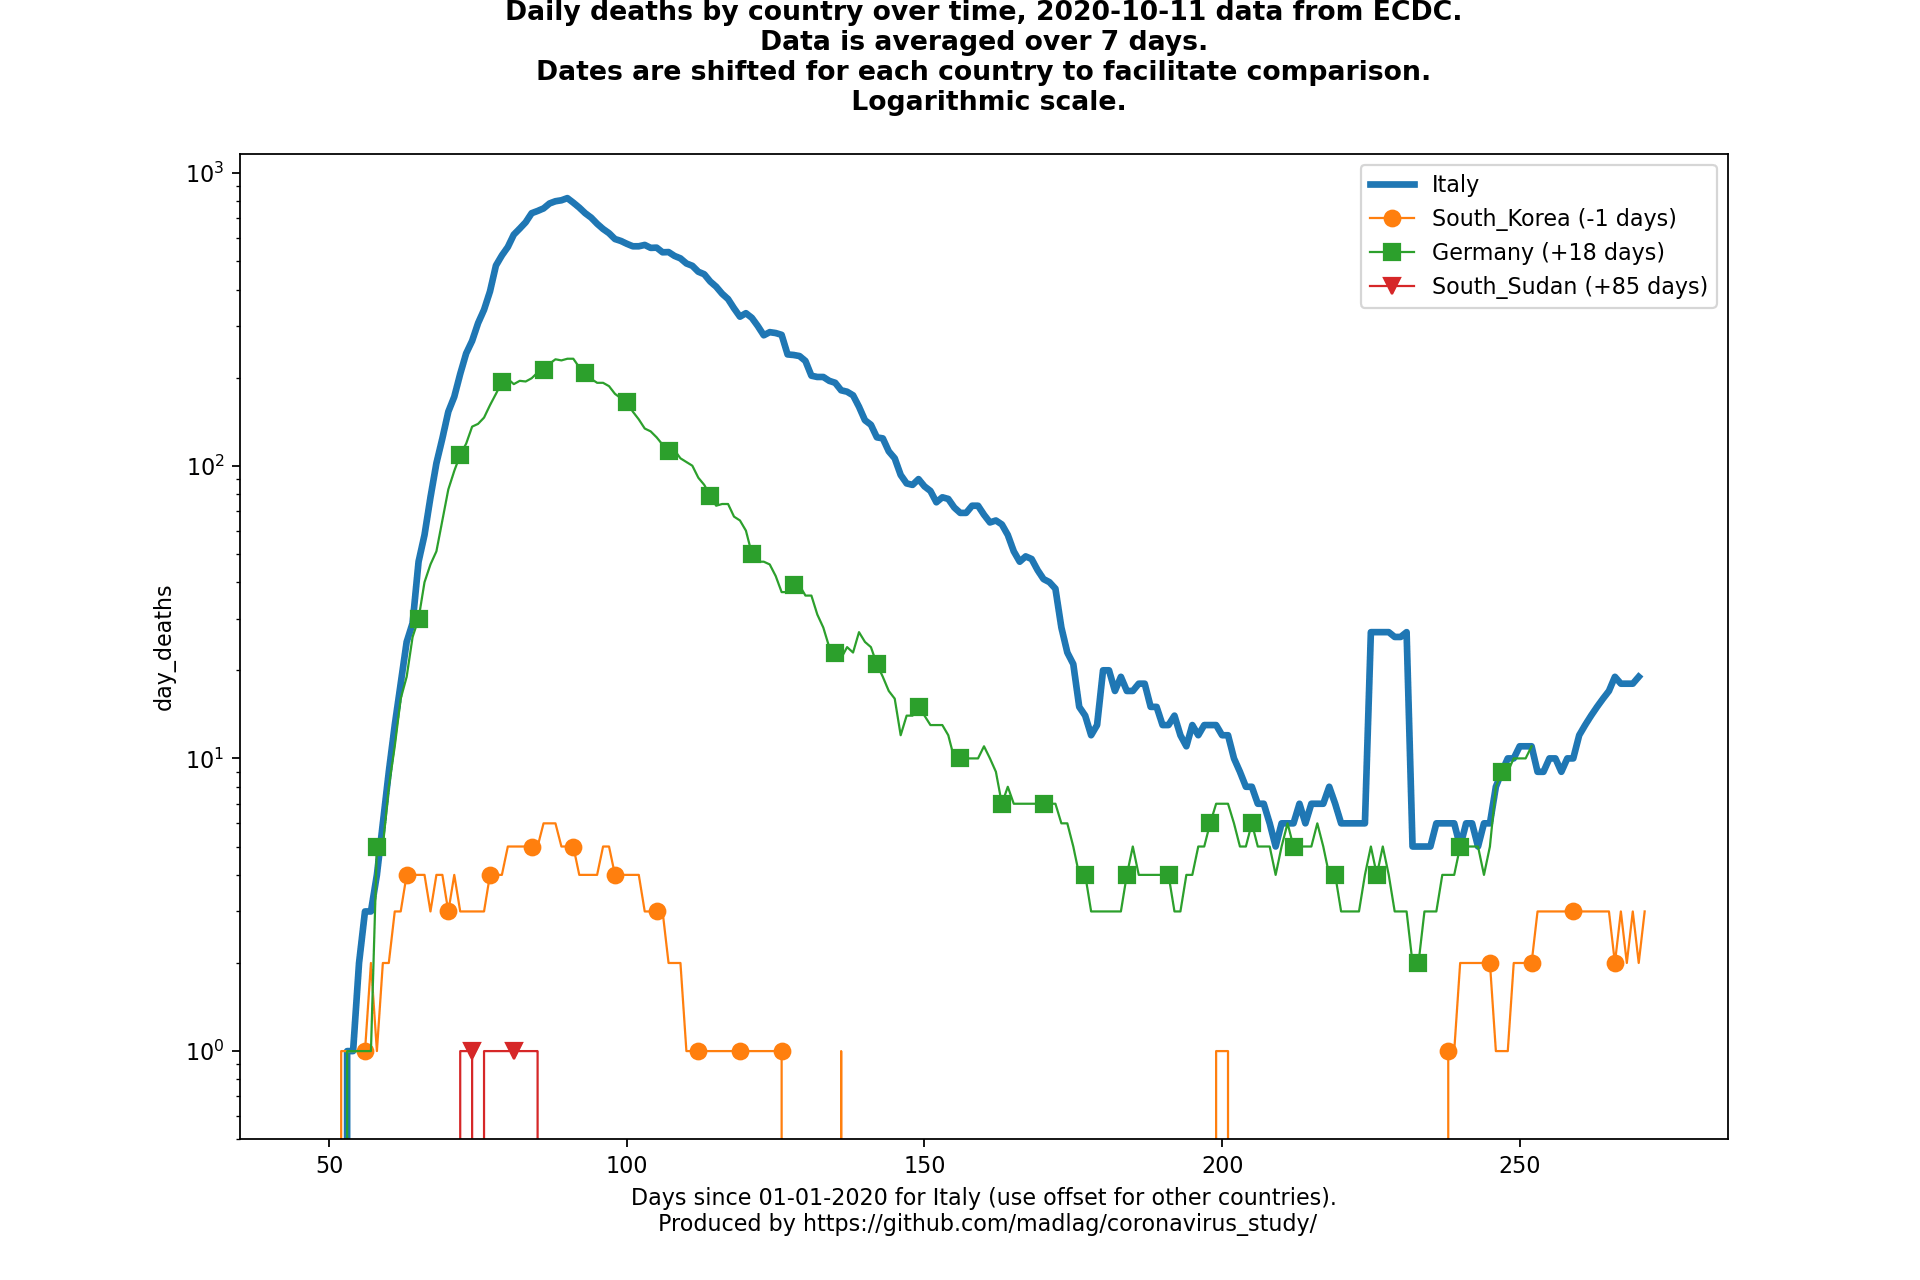 Daily deaths by country over time, 2020-10-11 data from ECDC.
Data is averaged over 7 days.
Dates are shifted for each country to facilitate comparison.
Logarithmic scale.
10³
10²
10¹
10⁰
day_deaths
Italy
South_Korea (-1 days)
Germany (+18 days)
South_Sudan (+85 days)
50 100 150 200 250
Days since 01-01-2020 for Italy (use offset for other countries).
Produced by https://github.com/madlag/coronavirus_study/